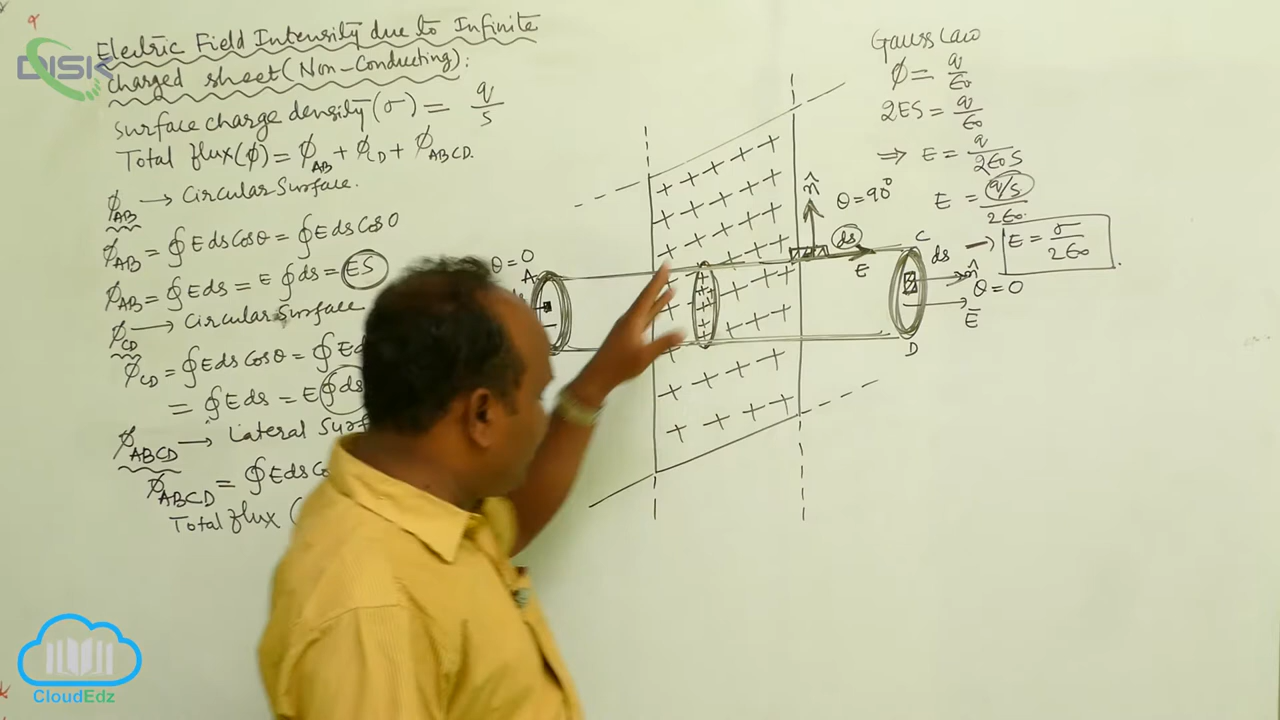 DISK
Electric Field Intensity due to Infinite
Charged sheet (Non-Conducting):
Surface charge density (σ) = q/s
Total flux (ϕ) = ϕAB + ϕCD + ϕABCD.
ϕAB → Circular Surface.
ϕAB = ∮ E ds Cosθ = ∮ E ds Cos 0
ϕAB = ∮ E ds = E ∮ ds = ES
ϕCD → Circular Surface
ϕCD = ∮ E ds Cosθ = ∮ E
= ∮ E ds = E ∮ ds
ϕABCD → Lateral Surf
ϕABCD = ∮ E ds Co
Total flux (
θ = 0
A
n̂
θ = 90°
ds
E
C
ds
n̂
θ = 0
E
D
Gauss Law
ϕ = q/ε0
2ES = q/ε0
⇒ E = q/2ε0S
E = q/s/2ε0
→ E = σ/2ε0.
CloudEdz